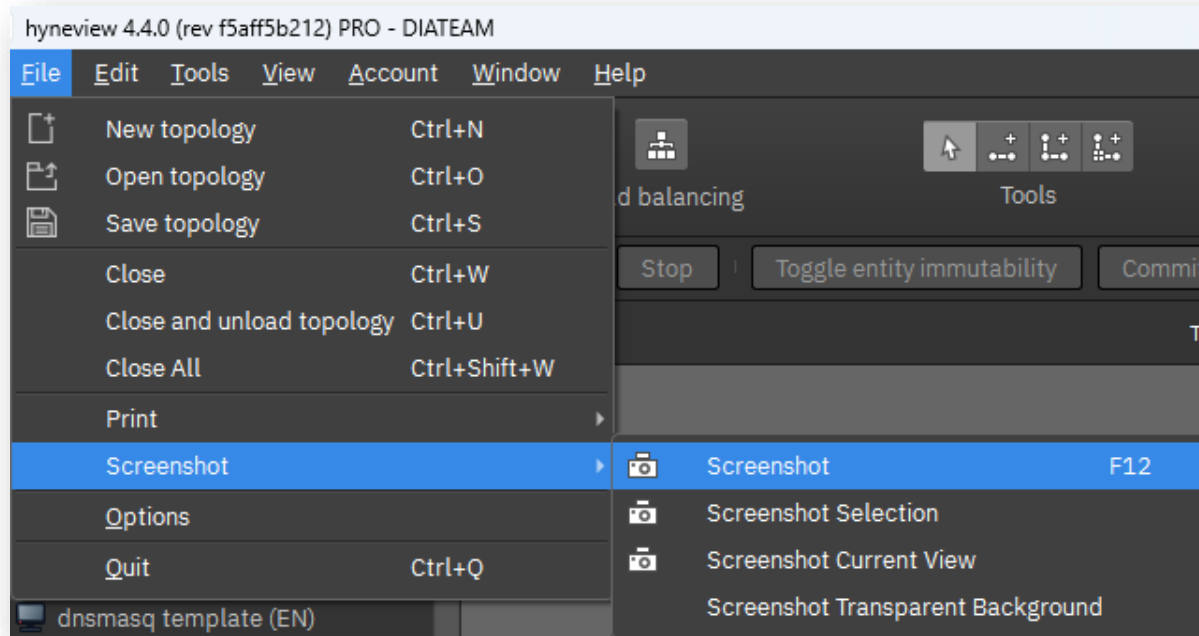 hyneview 4.4.0 (rev f5aff5b212) PRO - DIATEAM
File Edit Tools View Account Window Help
New topology Ctrl+N
Open topology Ctrl+O
Save topology Ctrl+S
Close Ctrl+W
Close and unload topology Ctrl+U
Close All Ctrl+Shift+W
Print
Screenshot
Options
Quit Ctrl+Q
dnsmasq template (EN)
balancing
Tools
Stop Toggle entity immutability
Screenshot F12
Screenshot Selection
Screenshot Current View
Screenshot Transparent Background